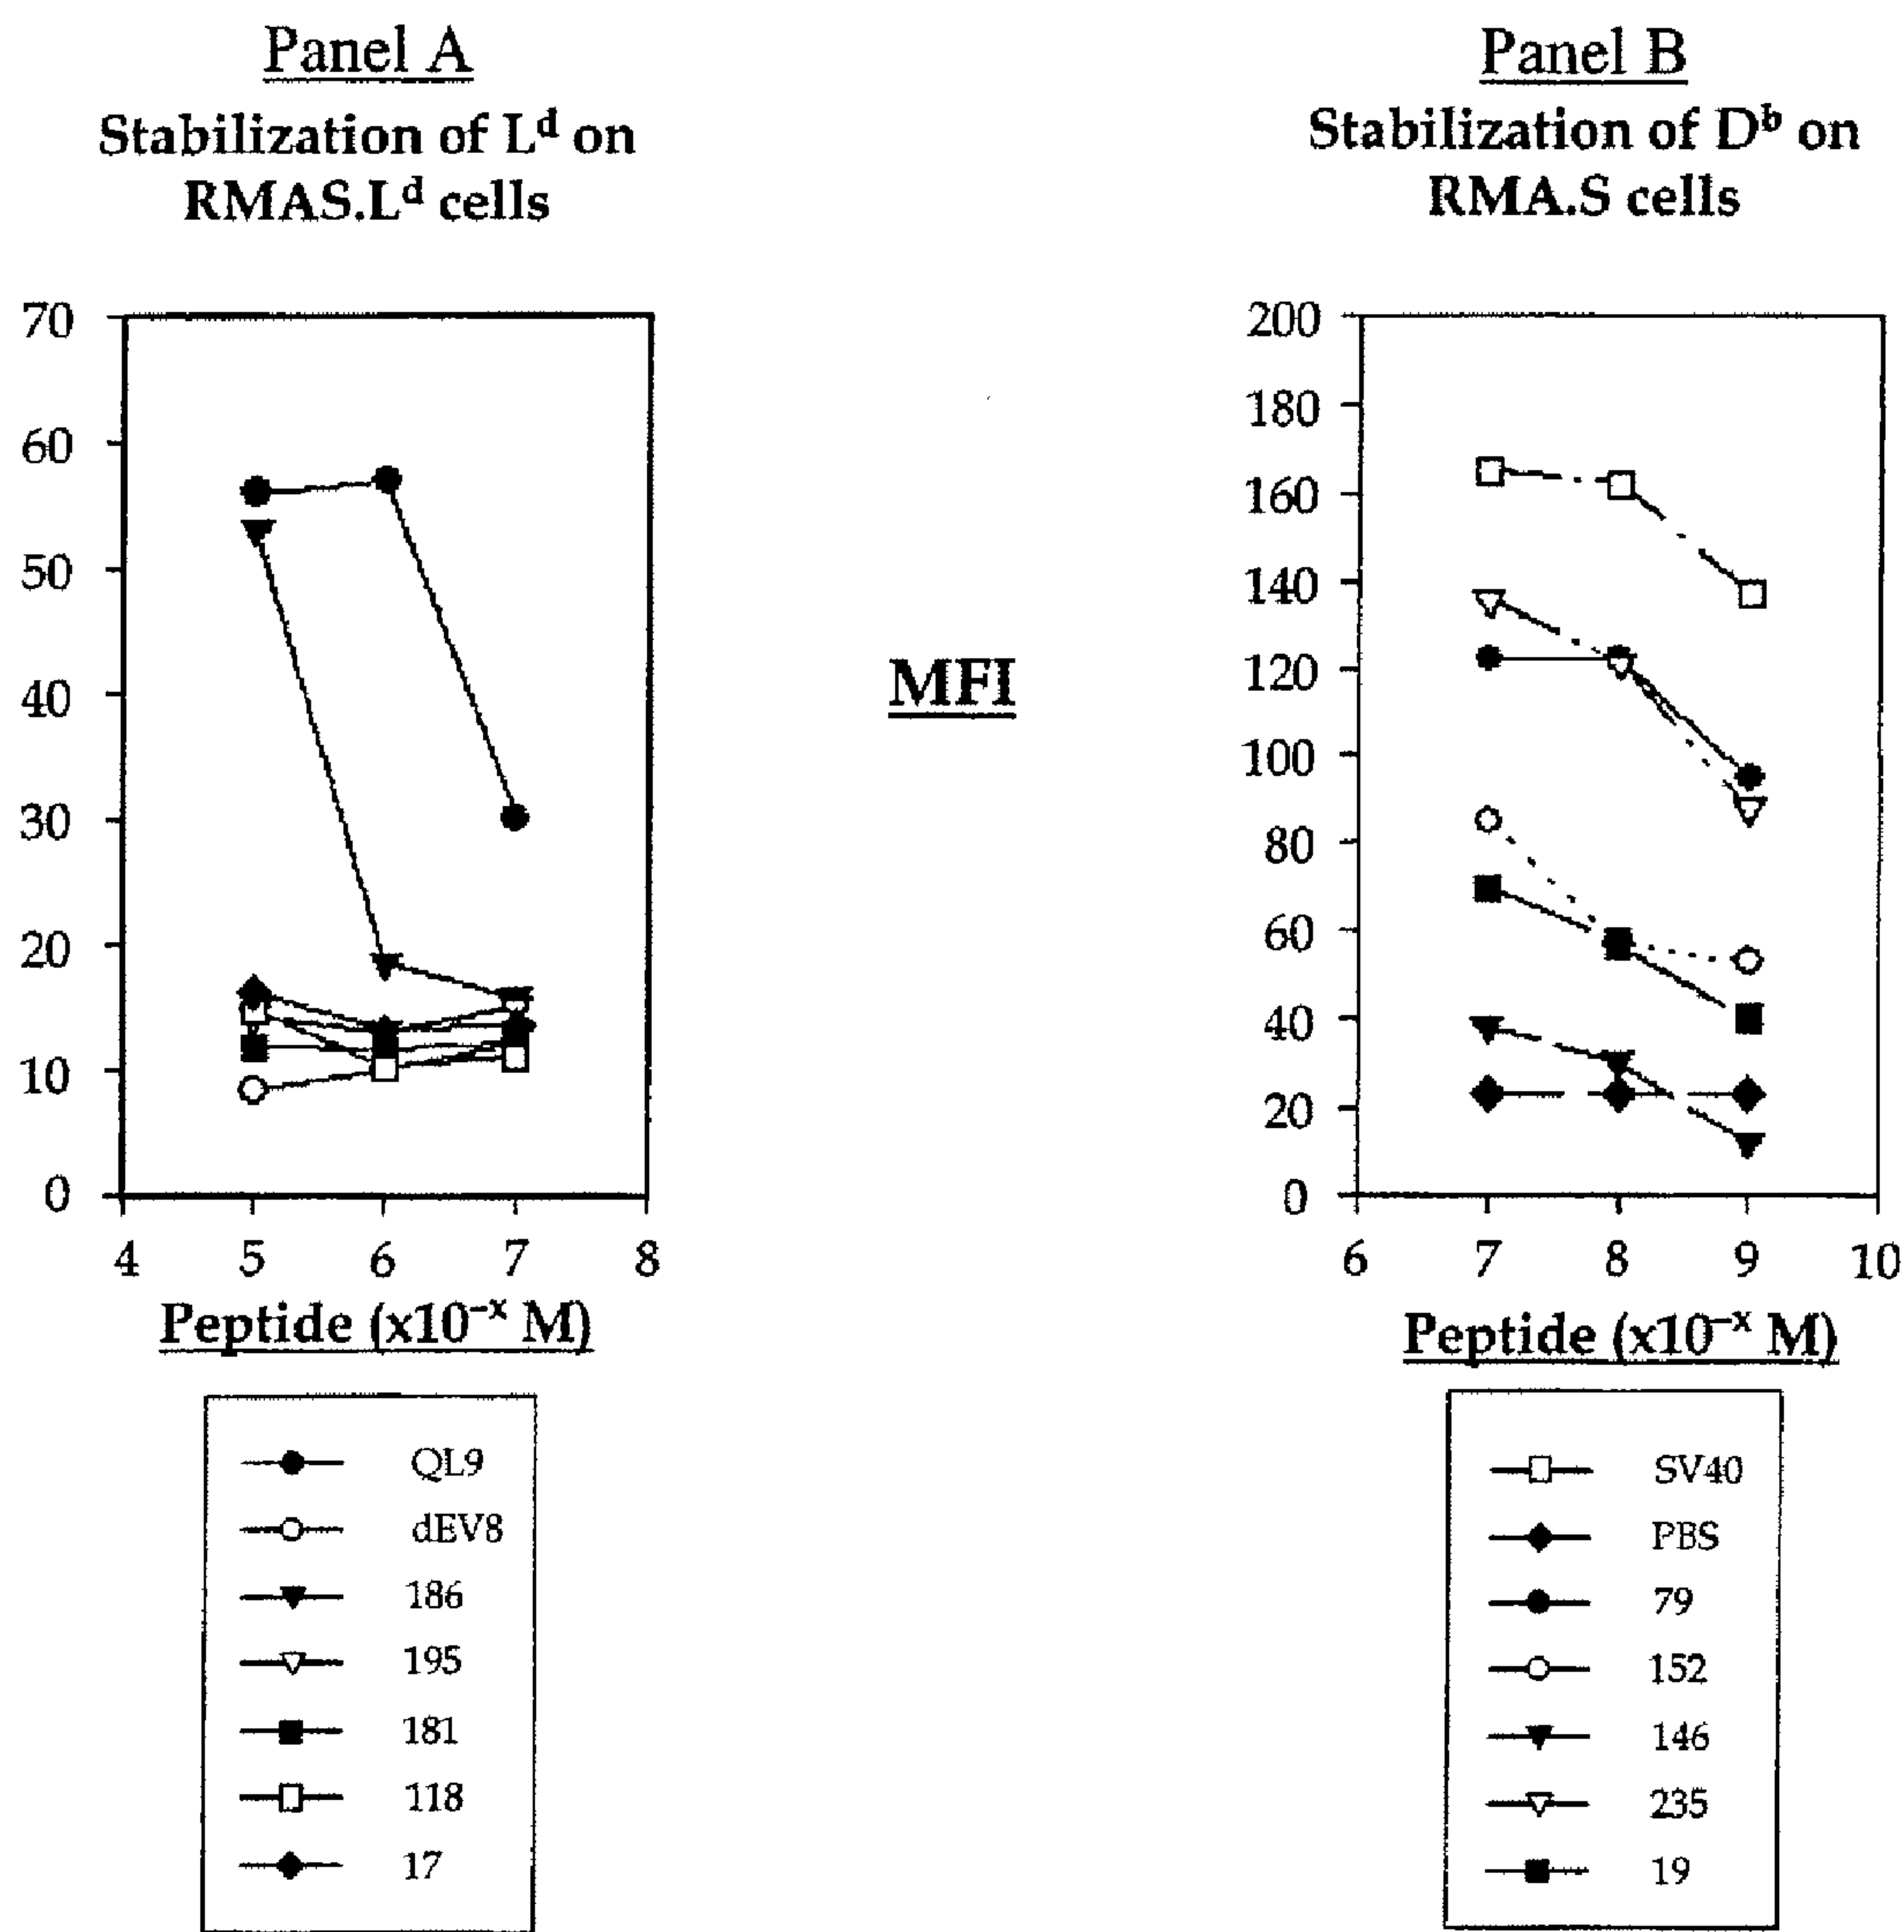 Panel A
Stabilization of Lᵈ on
RMAS.Lᵈ cells
70
60
50
40
30
20
10
0
4 5 6 7 8
Peptide (x10⁻ˣ M)
QL9
dEV8
186
195
181
118
17
MFI
Panel B
Stabilization of Dᵇ on
RMA.S cells
200
180
160
140
120
100
80
60
40
20
0
6 7 8 9 10
Peptide (x10⁻ˣ M)
SV40
PBS
79
152
146
235
19